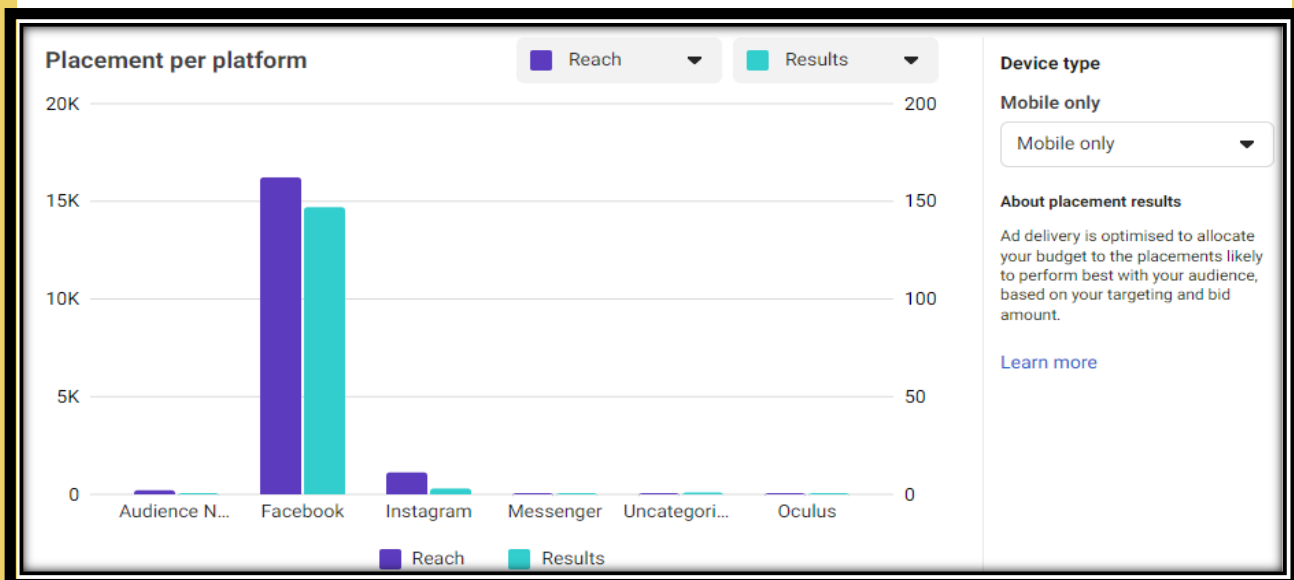 Placement per platform
Reach
Results
20K
200
15K
150
10K
100
5K
50
0
0
Audience N...
Facebook
Instagram
Messenger
Uncategori...
Oculus
Reach
Results
Device type
Mobile only
Mobile only
About placement results
Ad delivery is optimised to allocate
your budget to the placements likely
to perform best with your audience,
based on your targeting and bid
amount.
Learn more